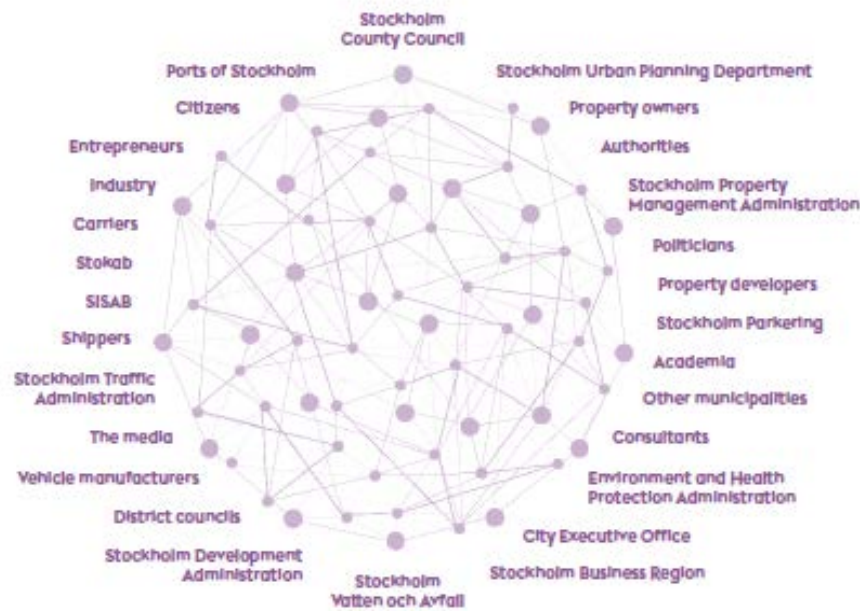 Stockholm
County Council
Ports of Stockholm
Stockholm Urban Planning Department
Citizens
Property owners
Entrepreneurs
Authorities
Industry
Stockholm Property
Management Administration
Carriers
Politicians
Stokab
Property developers
SISAB
Stockholm Parkering
Shippers
Academia
Stockholm Traffic
Administration
Other municipalities
The media
Consultants
Vehicle manufacturers
Environment and Health
Protection Administration
District councils
City Executive Office
Stockholm Development
Administration
Stockholm Business Region
Stockholm
Vatten och Avfall